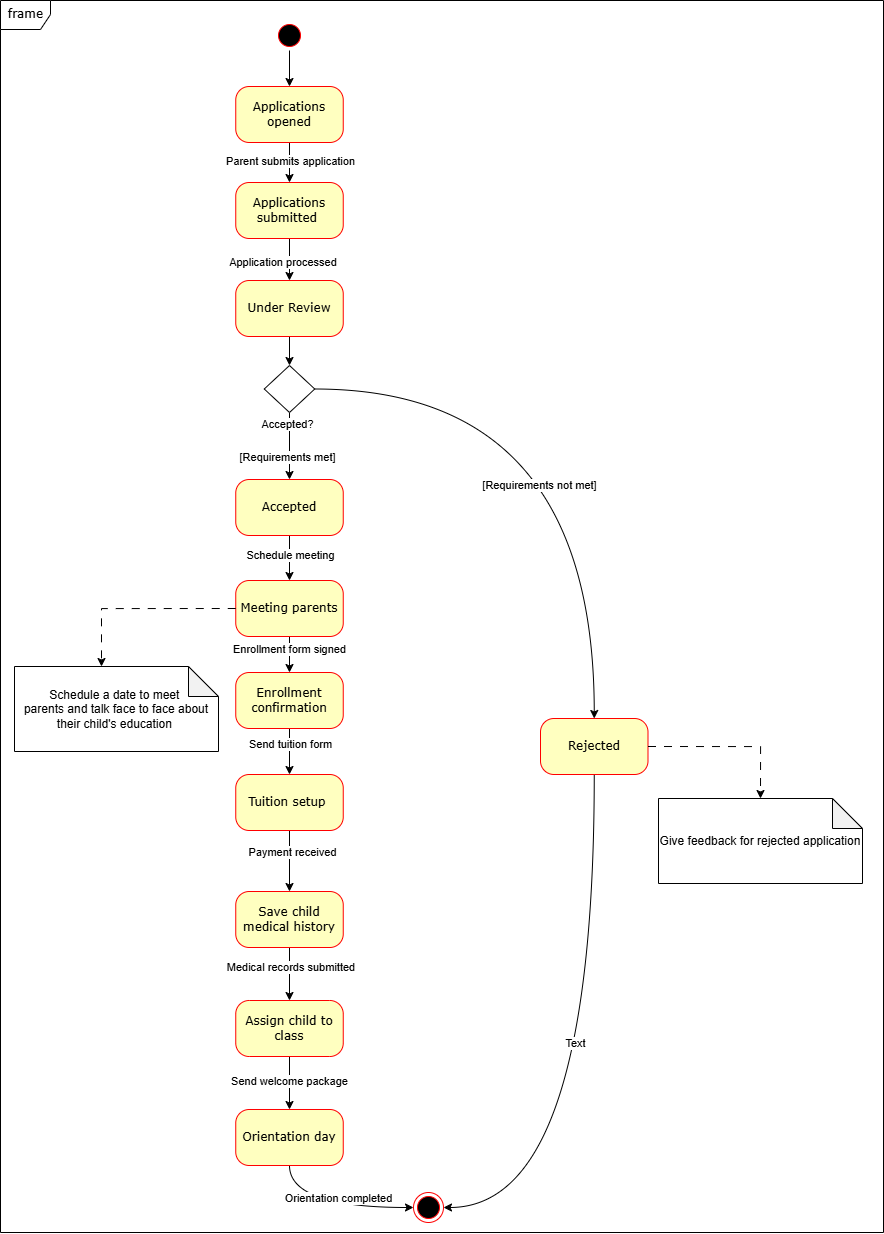 frame
Applications
opened
Parent submits application
Applications
submitted
Application processed
Under Review
Accepted?
[Requirements met]
[Requirements not met]
Accepted
Schedule meeting
Meeting parents
Enrollment form signed
Schedule a date to meet
parents and talk face to face about
their child's education
Enrollment
confirmation
Send tuition form
Rejected
Tuition setup
Give feedback for rejected application
Payment received
Save child
medical history
Medical records submitted
Assign child to
class
Text
Send welcome package
Orientation day
Orientation completed